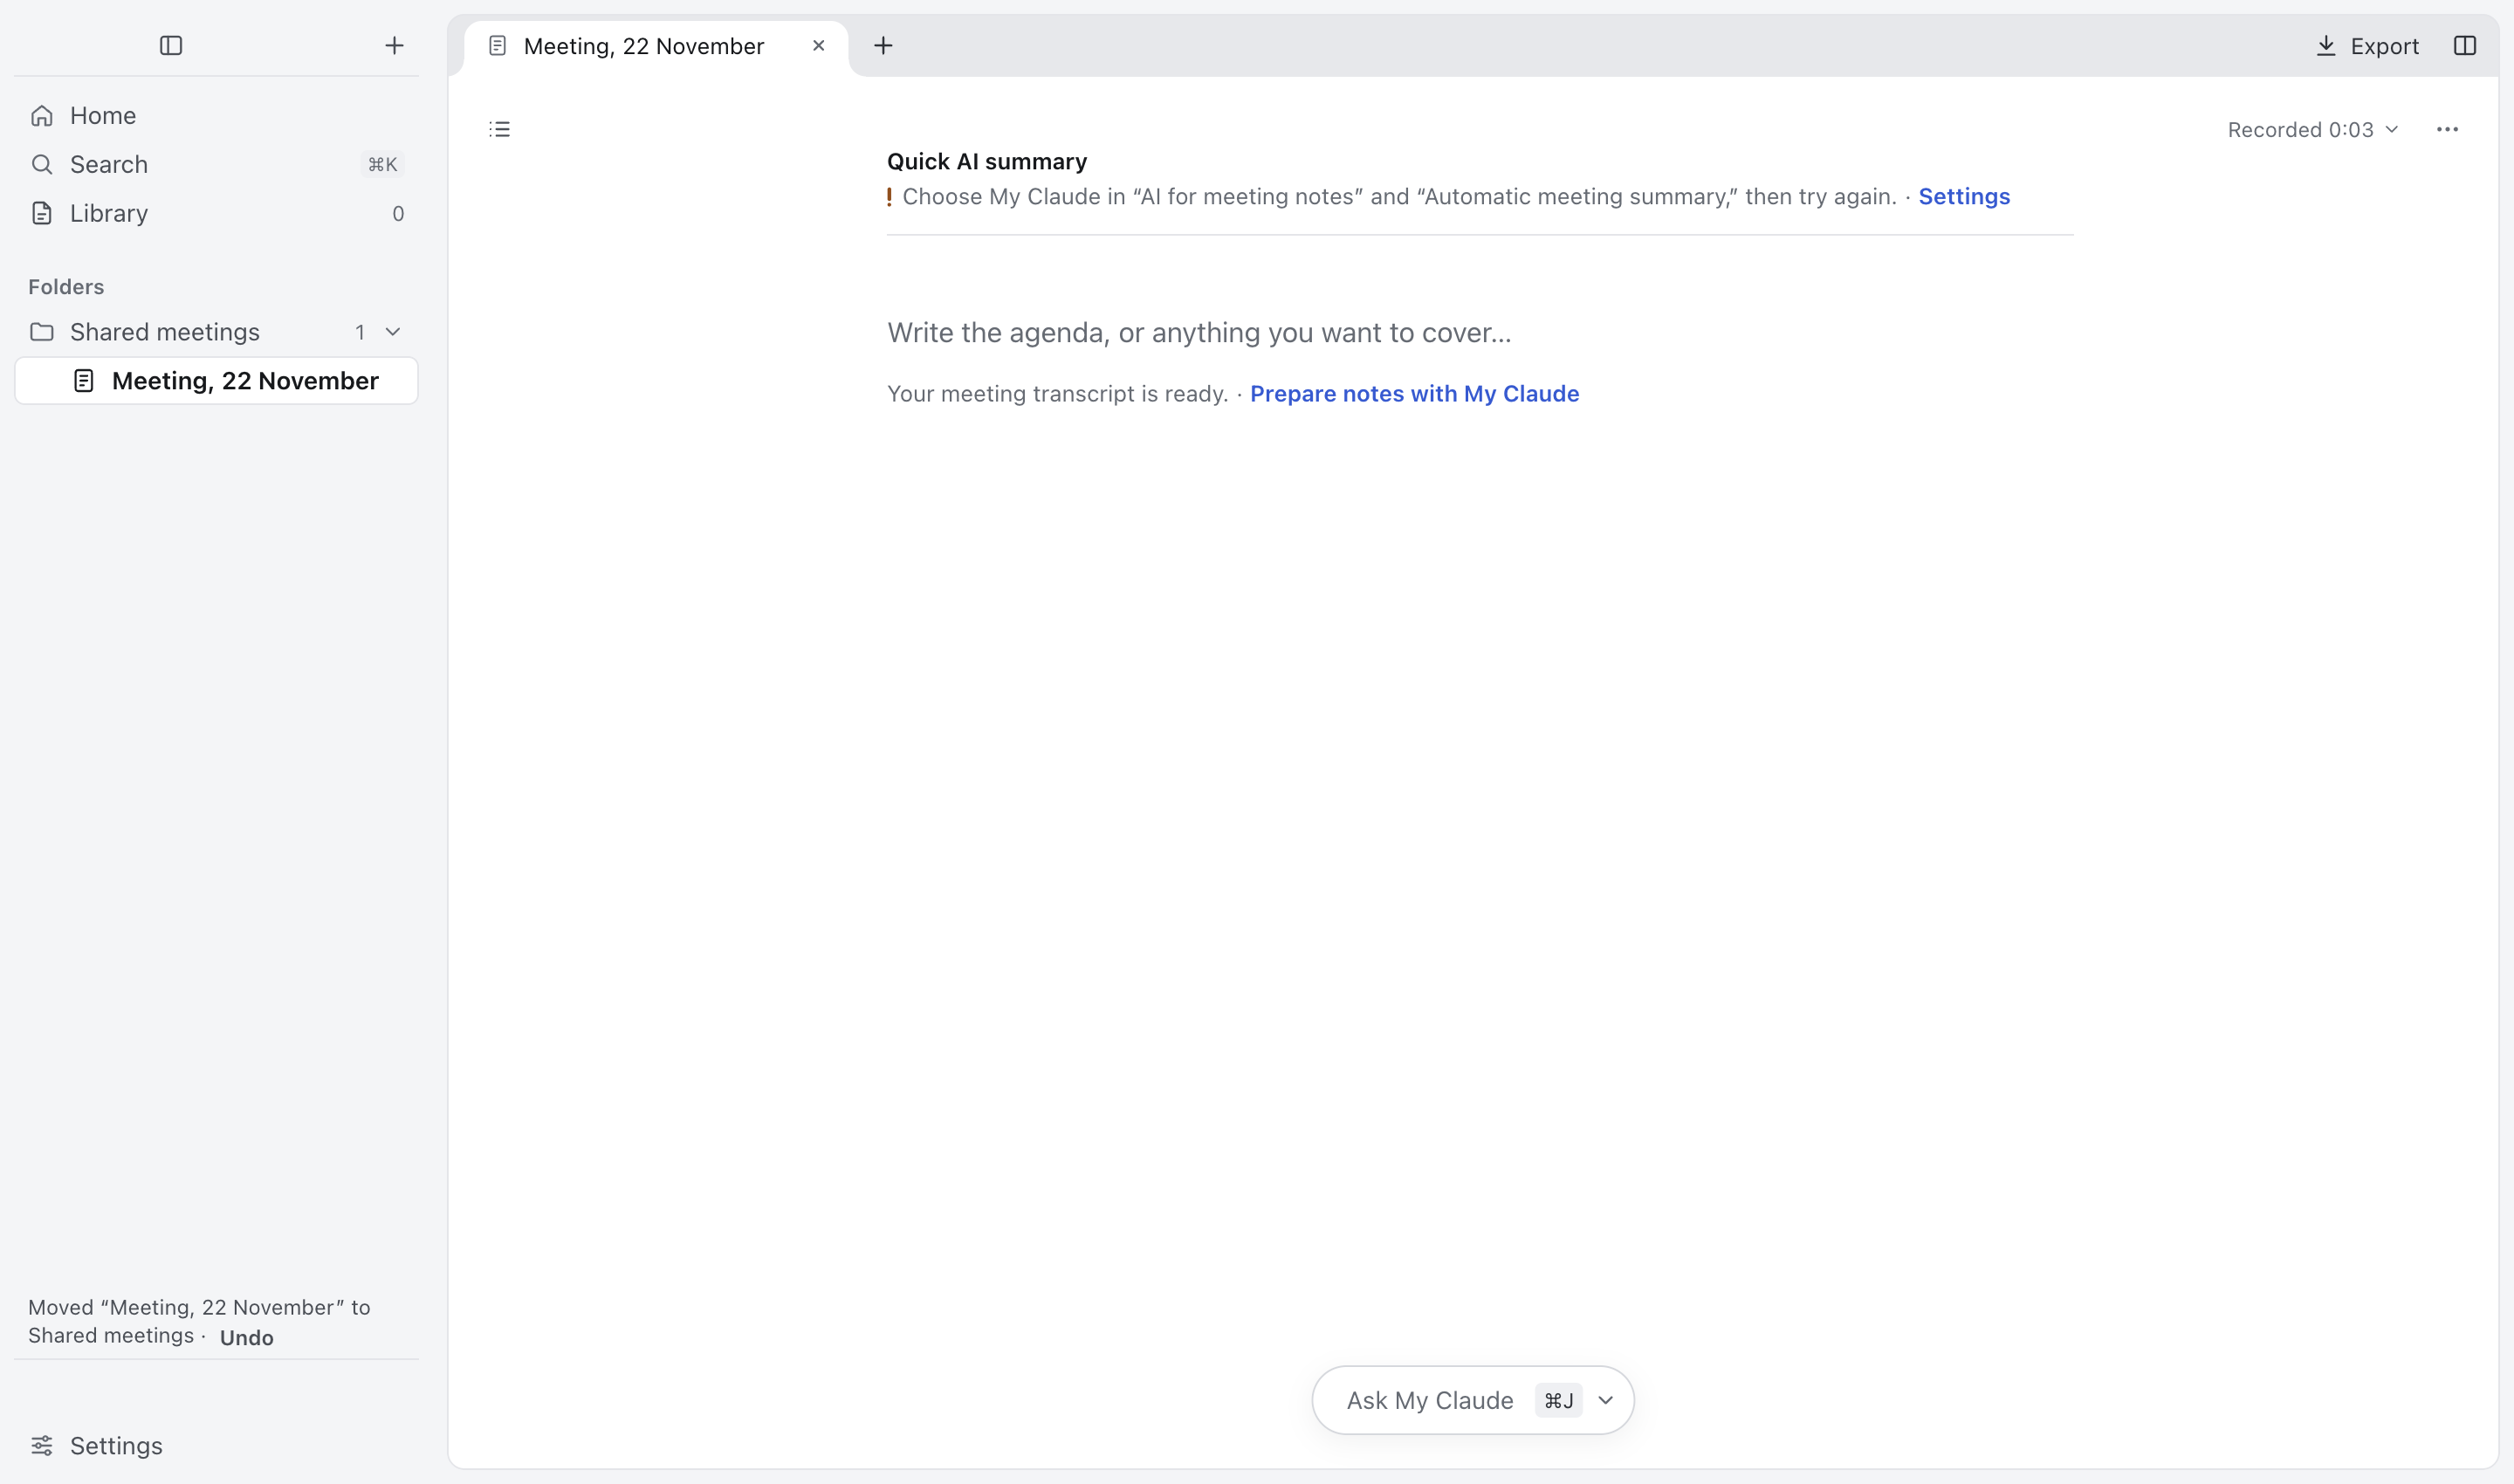 Meeting, 22 November
Export
Home
Search ⌘K
Library 0
Folders
Shared meetings 1
Meeting, 22 November
Recorded 0:03
Quick AI summary
! Choose My Claude in “AI for meeting notes” and “Automatic meeting summary,” then try again. · Settings
Write the agenda, or anything you want to cover…
Your meeting transcript is ready. · Prepare notes with My Claude
Moved “Meeting, 22 November” to
Shared meetings · Undo
Ask My Claude ⌘J
Settings